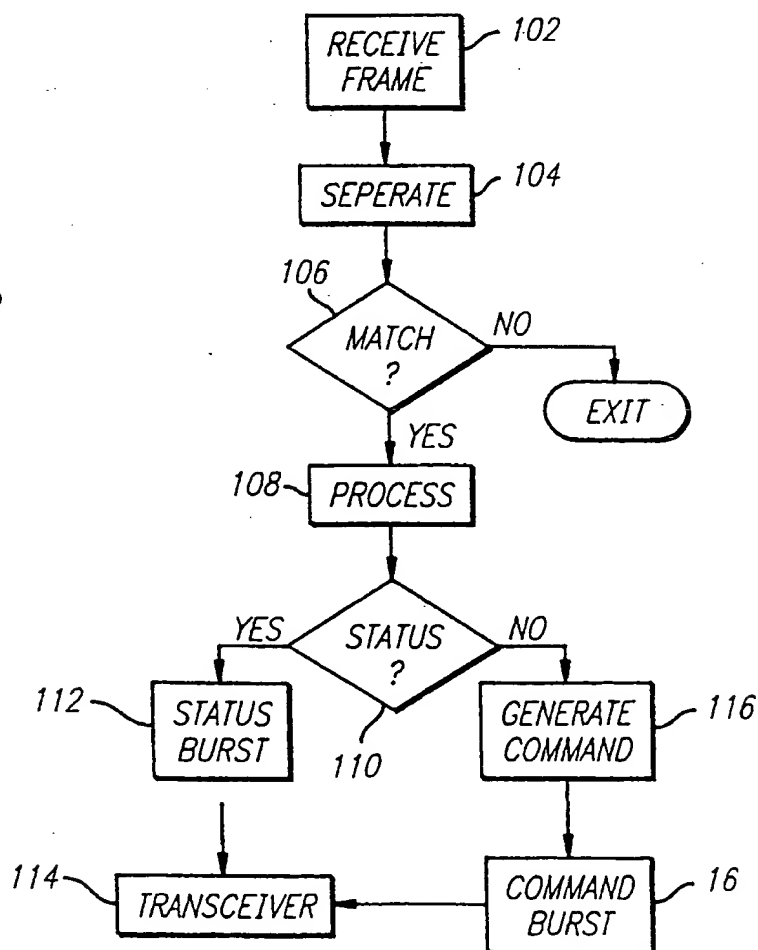 RECEIVE
FRAME
102
SEPERATE
104
106
MATCH
?
NO
EXIT
YES
108
PROCESS
YES
STATUS
?
NO
112
STATUS
BURST
110
GENERATE
COMMAND
116
114
TRANSCEIVER
COMMAND
BURST
16